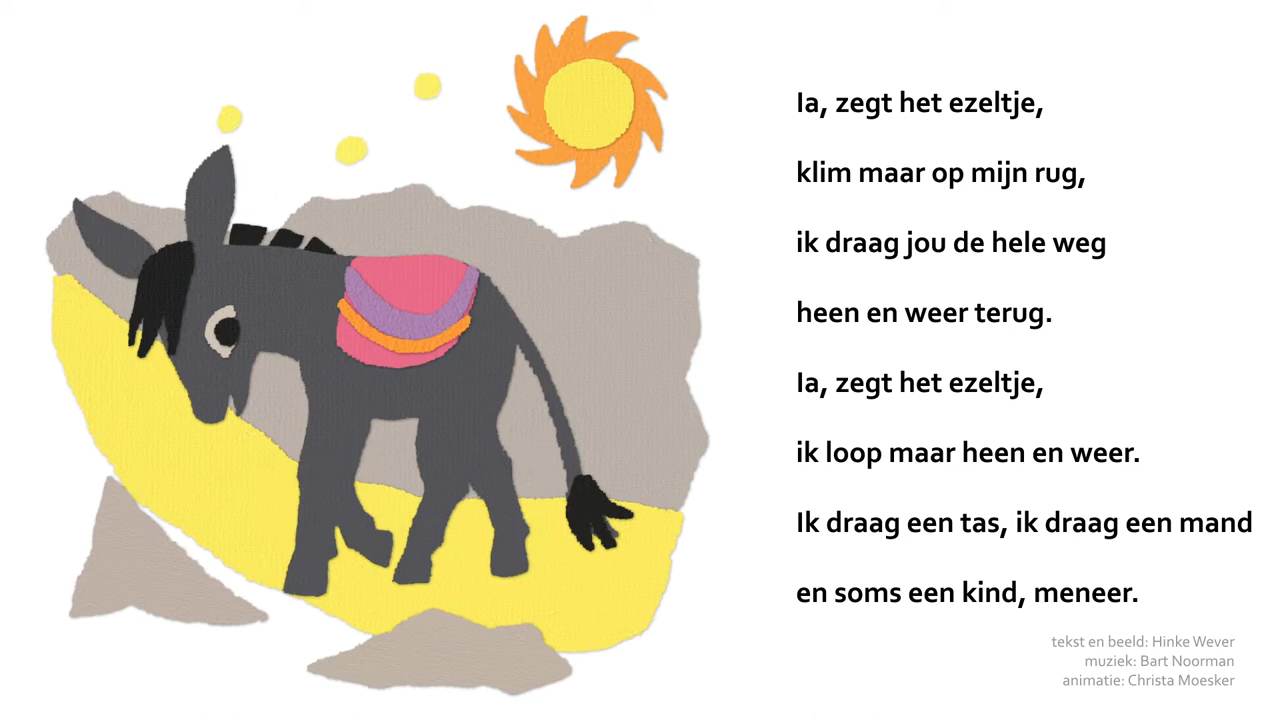 Ia, zegt het ezeltje,
klim maar op mijn rug,
ik draag jou de hele weg
heen en weer terug.
Ia, zegt het ezeltje,
ik loop maar heen en weer.
Ik draag een tas, ik draag een mand
en soms een kind, meneer.
tekst en beeld: Hinke Wever
muziek: Bart Noorman
animatie: Christa Moesker